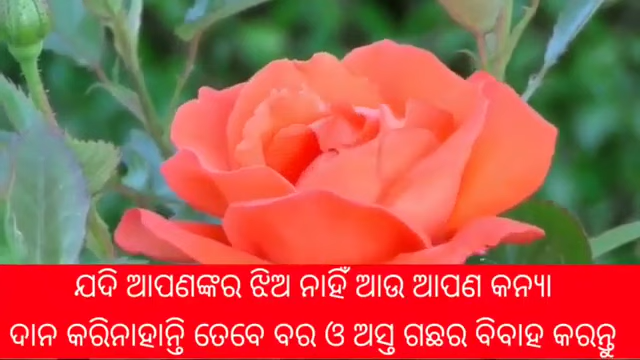 ଯଦି ଆପଣଙ୍କର ଝିଅ ନାହିଁ ଆଉ ଆପଣ କନ୍ୟା
ଦାନ କରିନାହାନ୍ତି ତେବେ ବର ଓ ଅସ୍ତ ଗଛର ବିବାହ କରନ୍ତୁ